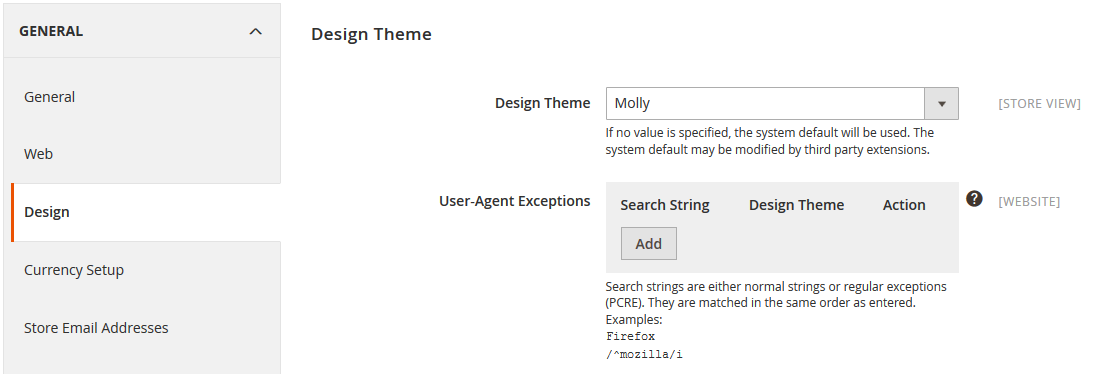 GENERAL
General
Web
Design
Currency Setup
Store Email Addresses
Design Theme
Design Theme
Molly
[STORE VIEW]
If no value is specified, the system default will be used. The
system default may be modified by third party extensions.
User-Agent Exceptions
Search String Design Theme Action
?
[WEBSITE]
Add
Search strings are either normal strings or regular exceptions
(PCRE). They are matched in the same order as entered.
Examples:
Firefox
/^mozilla/i